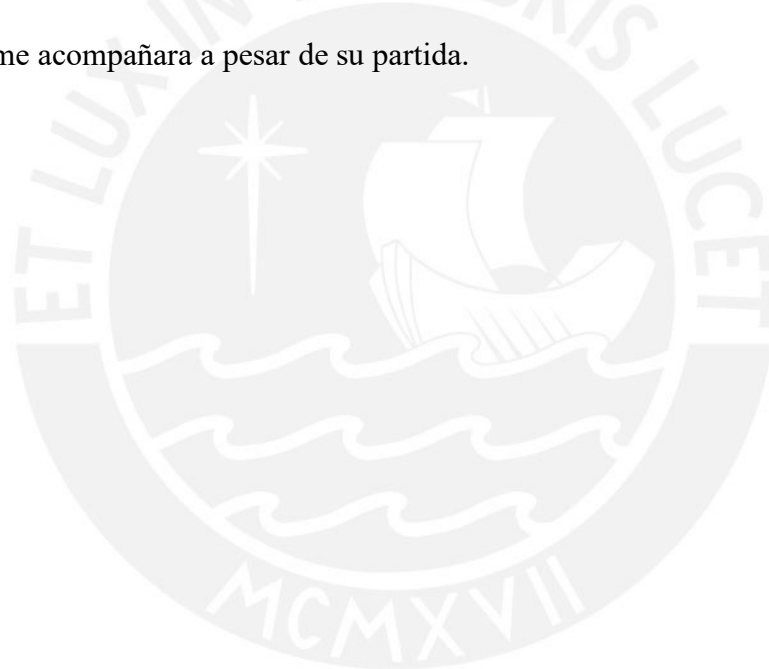 me acompañara a pesar de su partida.
ET LUX IN TENEBRIS LUCET
MCMXVII